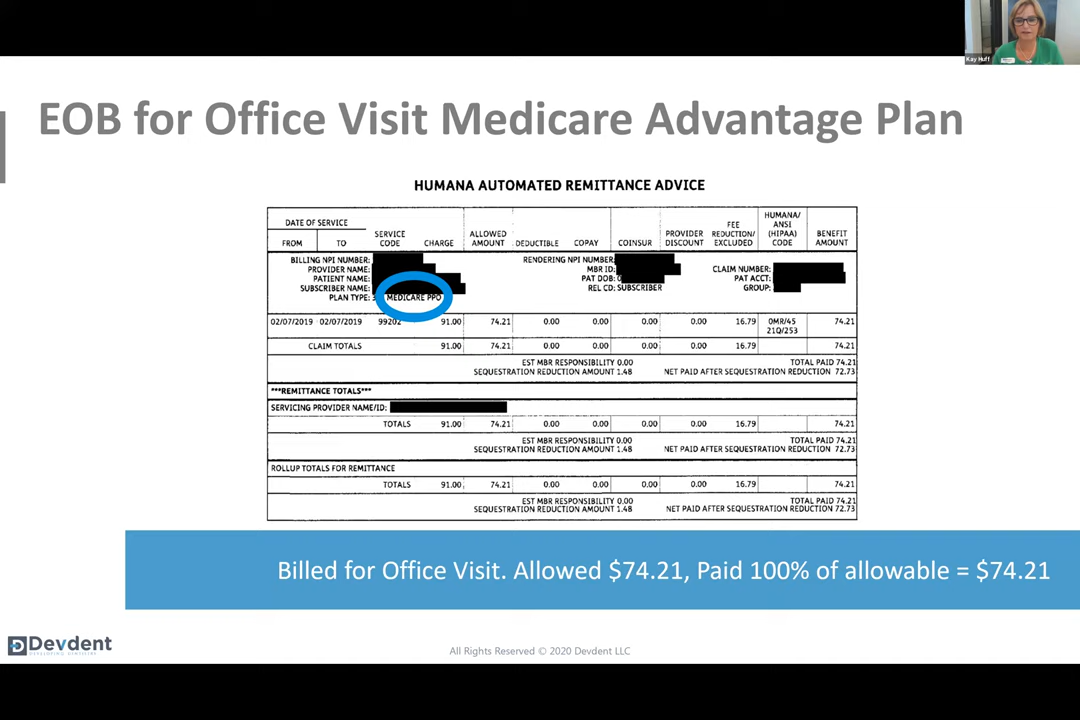 Kay Huff
EOB for Office Visit Medicare Advantage Plan
HUMANA AUTOMATED REMITTANCE ADVICE
DATE OF SERVICE
FROM TO SERVICE CODE CHARGE ALLOWED AMOUNT DEDUCTIBLE COPAY COINSUR PROVIDER DISCOUNT FEE REDUCTION/ EXCLUDED HUMANA/ ANSI (HIPAA) CODE BENEFIT AMOUNT
BILLING NPI NUMBER: RENDERING NPI NUMBER:
PROVIDER NAME: MBR ID: CLAIM NUMBER:
PATIENT NAME: PAT DOB: PAT ACCT:
SUBSCRIBER NAME: REL CD: SUBSCRIBER GROUP:
PLAN TYPE: MEDICARE PPO
02/07/2019 02/07/2019 99202 91.00 74.21 0.00 0.00 0.00 0.00 16.79 0MR/45 74.21
21Q/253
CLAIM TOTALS 91.00 74.21 0.00 0.00 0.00 0.00 16.79 74.21
EST MBR RESPONSIBILITY 0.00 TOTAL PAID 74.21
SEQUESTRATION REDUCTION AMOUNT 1.48 NET PAID AFTER SEQUESTRATION REDUCTION 72.73
***REMITTANCE TOTALS***
SERVICING PROVIDER NAME/ID:
TOTALS 91.00 74.21 0.00 0.00 0.00 0.00 16.79 74.21
EST MBR RESPONSIBILITY 0.00 TOTAL PAID 74.21
SEQUESTRATION REDUCTION AMOUNT 1.48 NET PAID AFTER SEQUESTRATION REDUCTION 72.73
ROLLUP TOTALS FOR REMITTANCE
TOTALS 91.00 74.21 0.00 0.00 0.00 0.00 16.79 74.21
EST MBR RESPONSIBILITY 0.00 TOTAL PAID 74.21
SEQUESTRATION REDUCTION AMOUNT 1.48 NET PAID AFTER SEQUESTRATION REDUCTION 72.73
Billed for Office Visit. Allowed $74.21, Paid 100% of allowable = $74.21
Devdent
All Rights Reserved © 2020 Devdent LLC